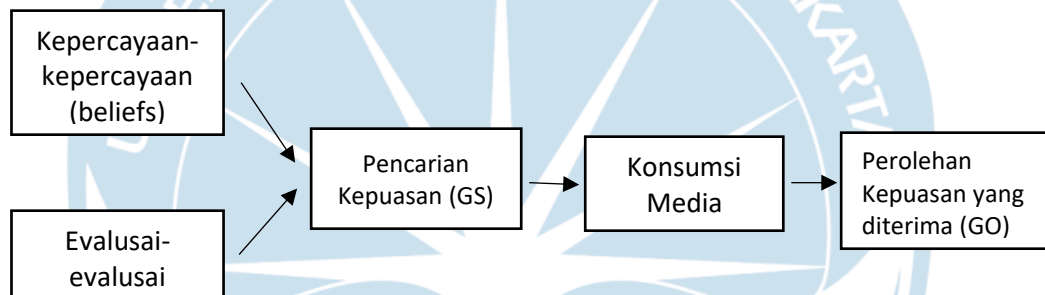 Kepercayaan-
kepercayaan
(beliefs)
Pencarian
Kepuasan (GS)
Konsumsi
Media
Perolehan
Kepuasan yang
diterima (GO)
Evalusai-
evalusai